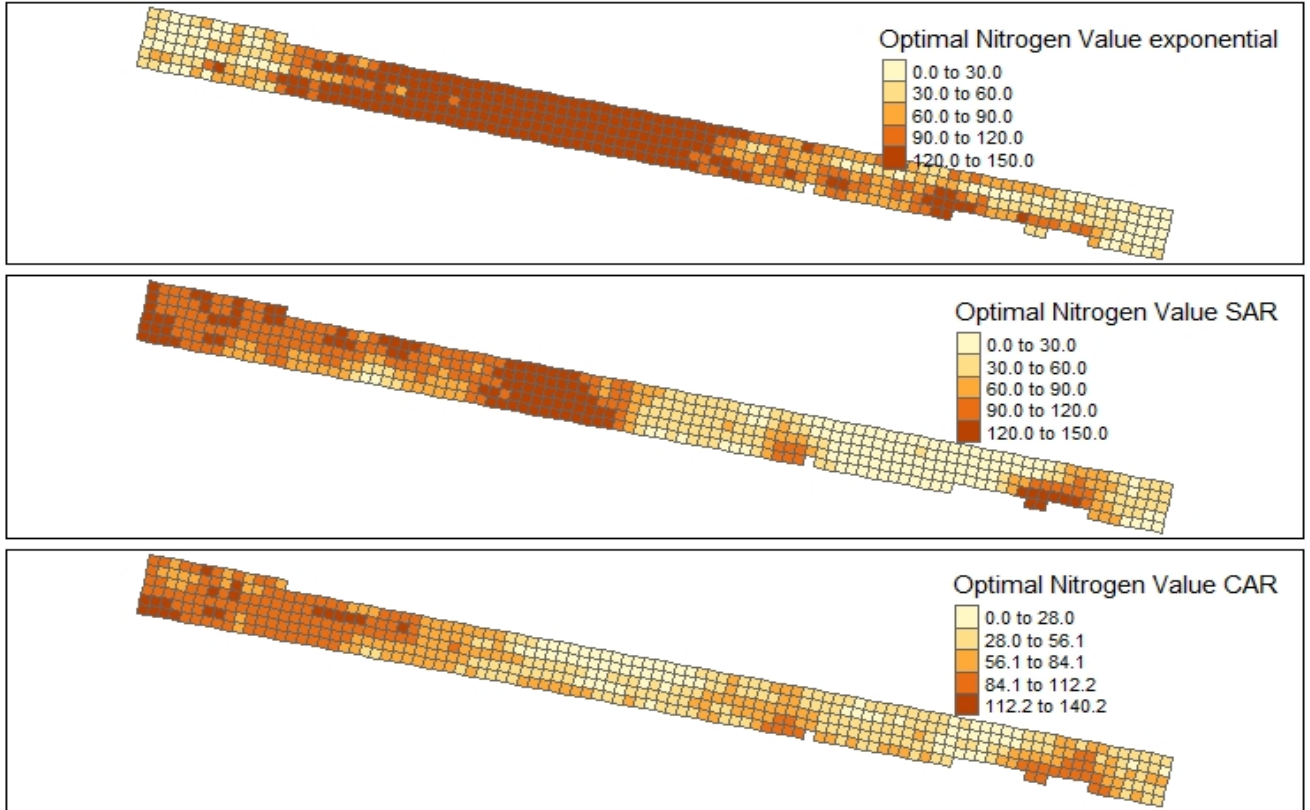 Optimal Nitrogen Value exponential
0.0 to 30.0
30.0 to 60.0
60.0 to 90.0
90.0 to 120.0
120.0 to 150.0
Optimal Nitrogen Value SAR
0.0 to 30.0
30.0 to 60.0
60.0 to 90.0
90.0 to 120.0
120.0 to 150.0
Optimal Nitrogen Value CAR
0.0 to 28.0
28.0 to 56.1
56.1 to 84.1
84.1 to 112.2
112.2 to 140.2